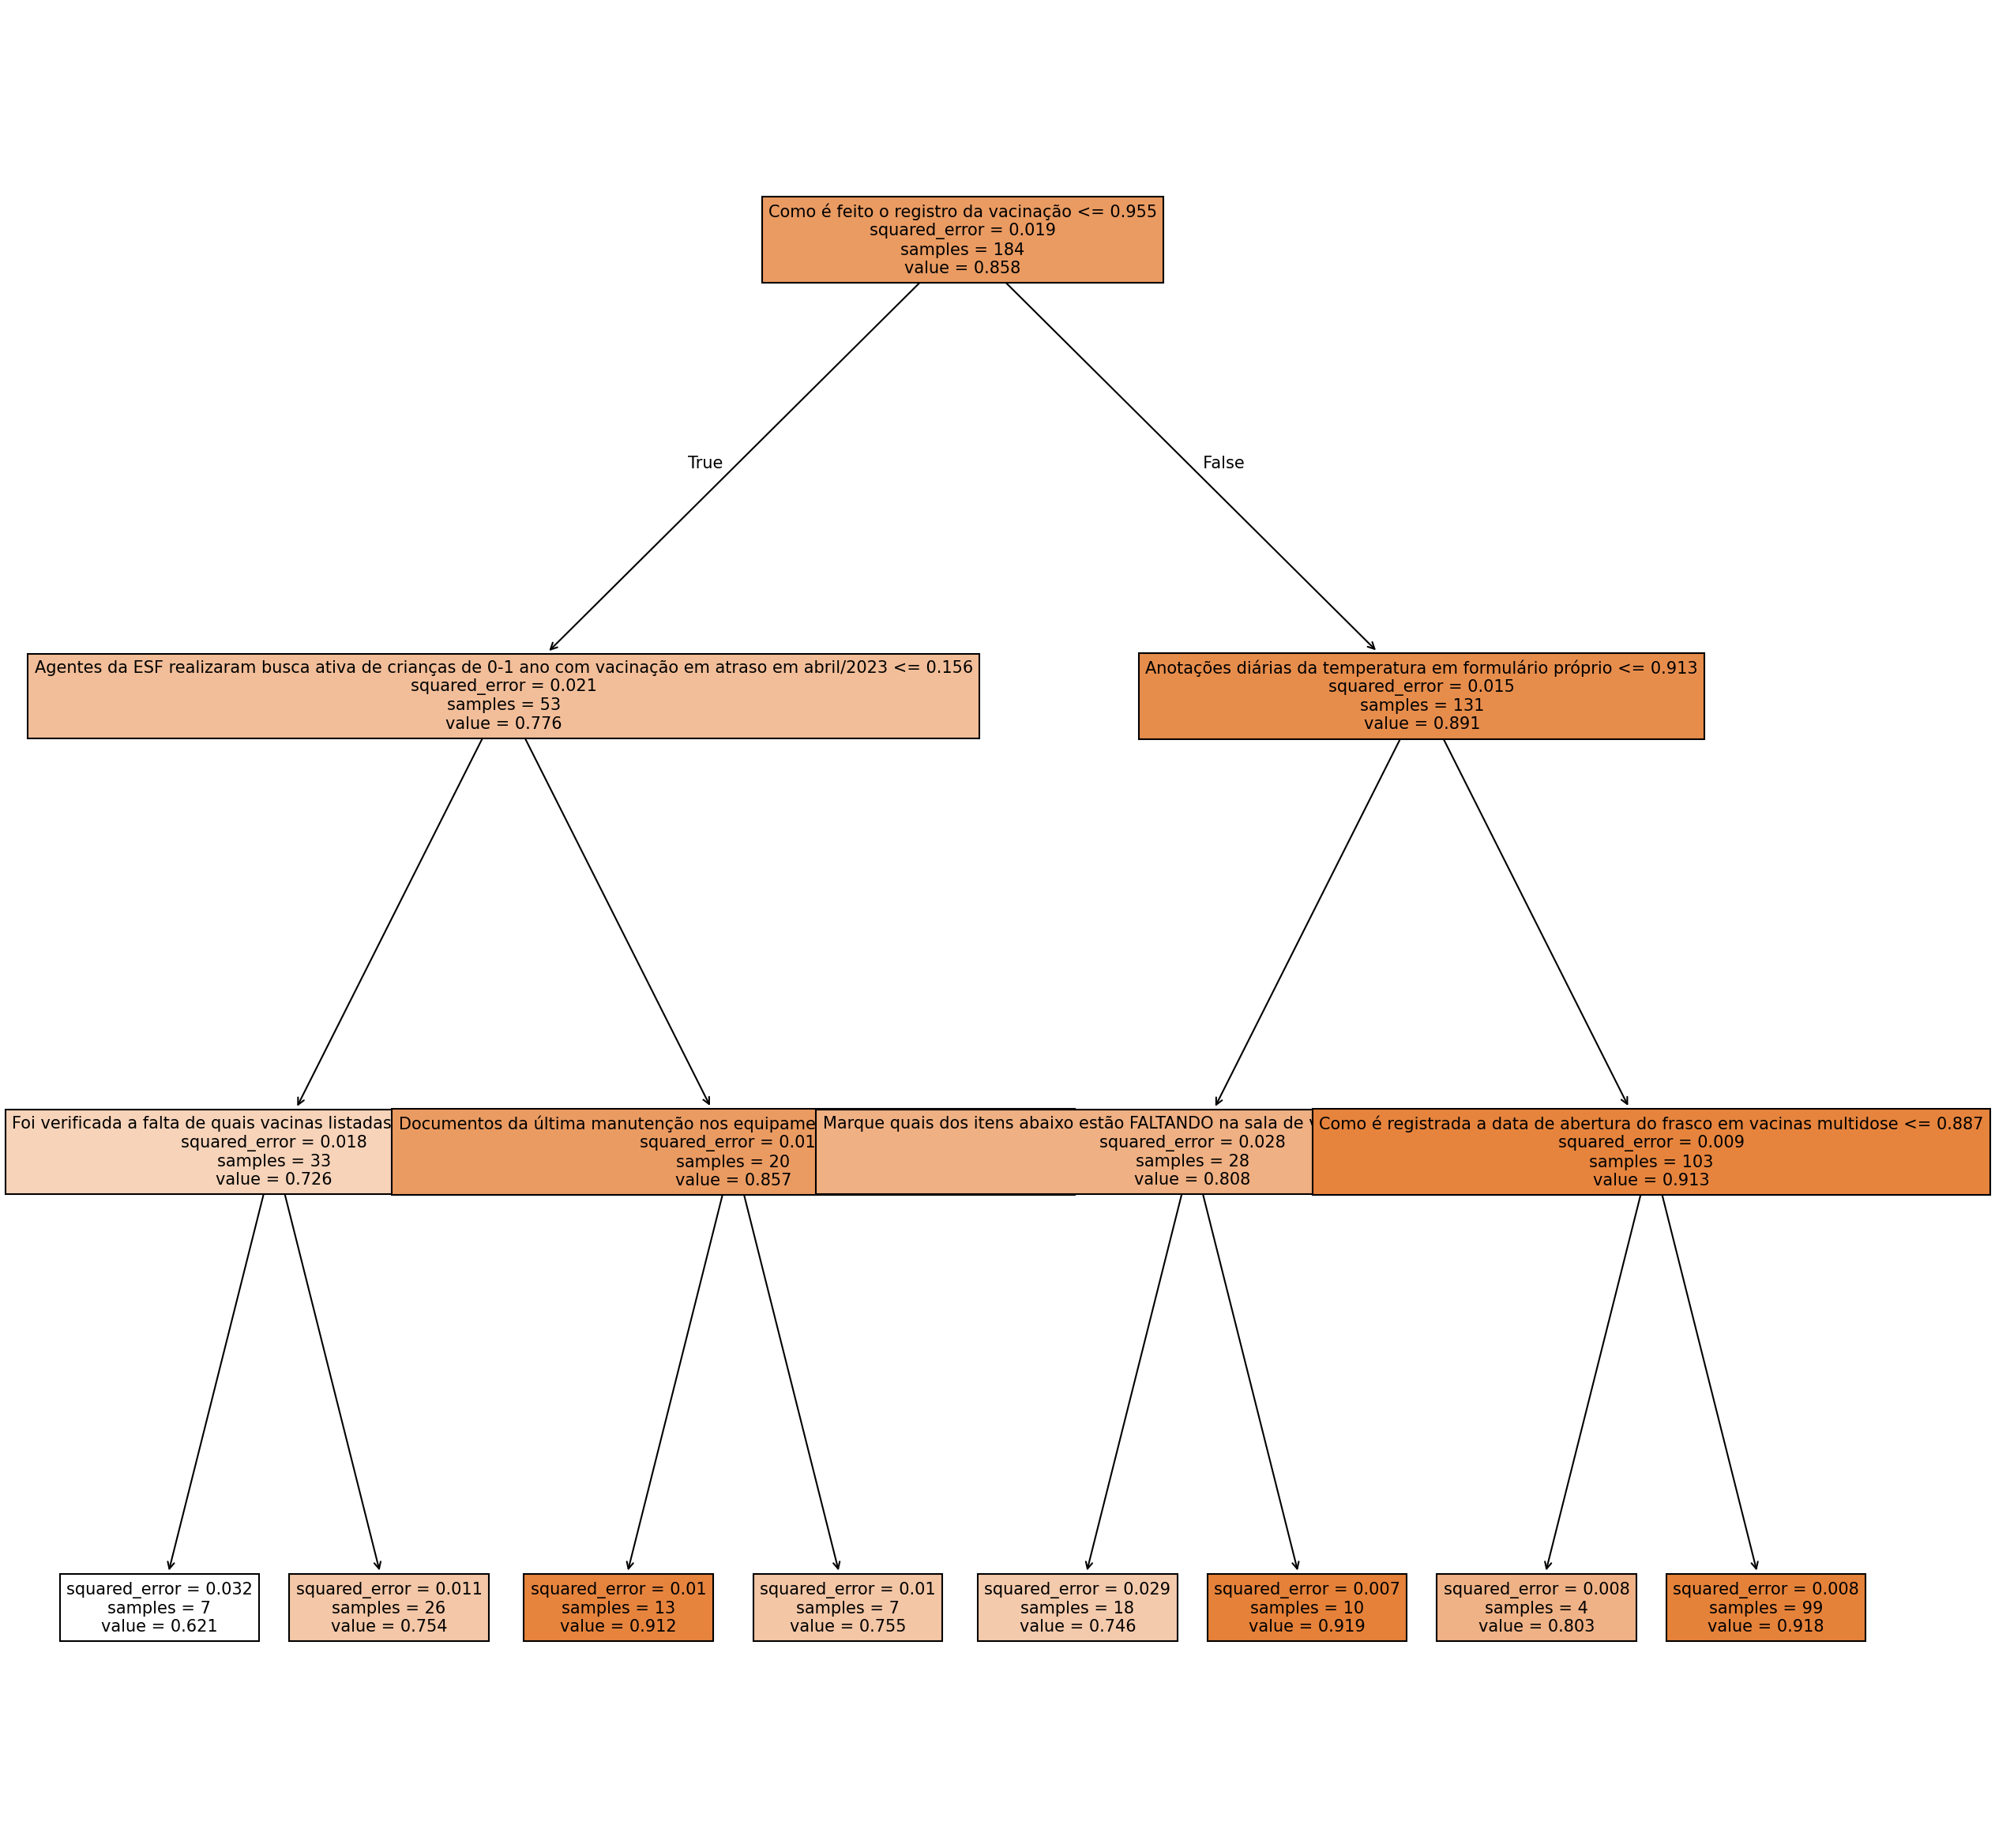 Como é feito o registro da vacinação <= 0.955
squared_error = 0.019
samples = 184
value = 0.858
True
False
Agentes da ESF realizaram busca ativa de crianças de 0-1 ano com vacinação em atraso em abril/2023 <= 0.156
squared_error = 0.021
samples = 53
value = 0.776
Anotações diárias da temperatura em formulário próprio <= 0.913
squared_error = 0.015
samples = 131
value = 0.891
Foi verificada a falta de quais vacinas listadas
squared_error = 0.018
samples = 33
value = 0.726
Documentos da última manutenção nos
squared_error = 0.01
samples = 20
value = 0.857
Marque quais dos itens abaixo estão FALTANDO na sala de
squared_error = 0.028
samples = 28
value = 0.808
Como é registrada a data de abertura do frasco em vacinas multidose <= 0.887
squared_error = 0.009
samples = 103
value = 0.913
squared_error = 0.032
samples = 7
value = 0.621
squared_error = 0.011
samples = 26
value = 0.754
squared_error = 0.01
samples = 13
value = 0.912
squared_error = 0.01
samples = 7
value = 0.755
squared_error = 0.029
samples = 18
value = 0.746
squared_error = 0.007
samples = 10
value = 0.919
squared_error = 0.008
samples = 4
value = 0.803
squared_error = 0.008
samples = 99
value = 0.918